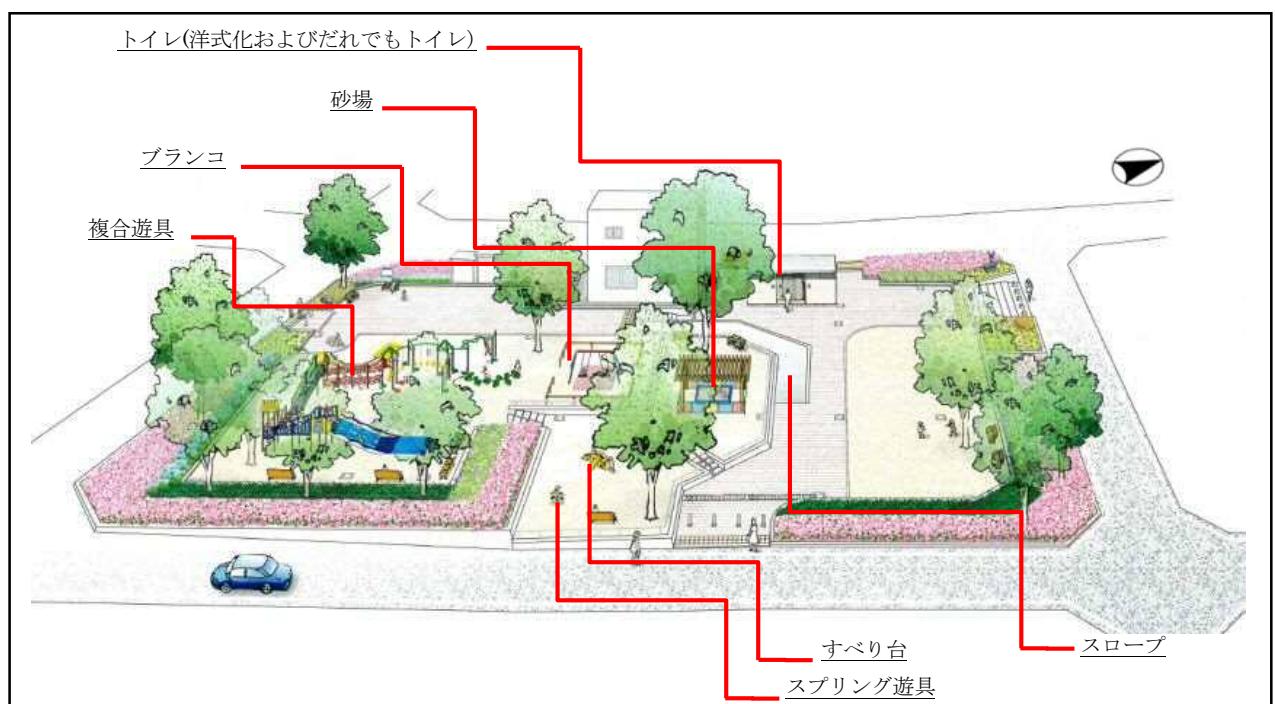 トイレ(洋式化およびだれでもトイレ)
砂場
ブランコ
複合遊具
すべり台
スロープ
スプリング遊具